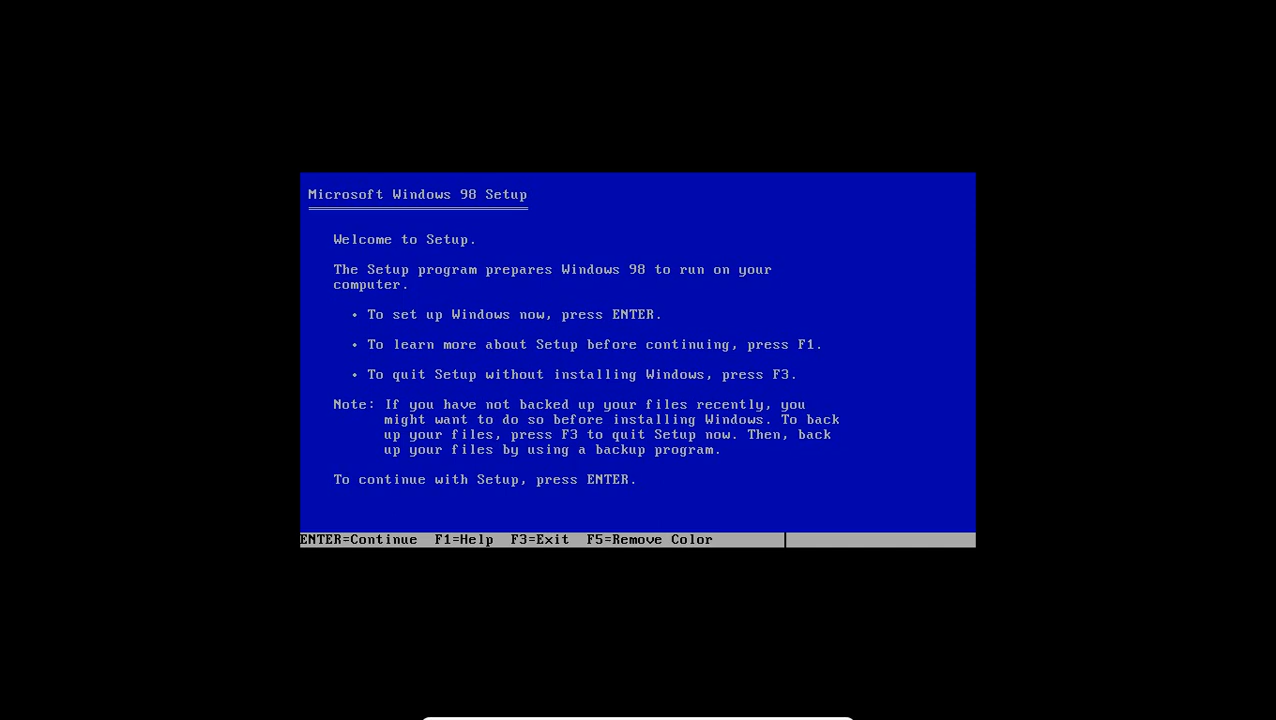 Microsoft Windows 98 Setup
Welcome to Setup.
The Setup program prepares Windows 98 to run on your
computer.
• To set up Windows now, press ENTER.
• To learn more about Setup before continuing, press F1.
• To quit Setup without installing Windows, press F3.
Note: If you have not backed up your files recently, you
might want to do so before installing Windows. To back
up your files, press F3 to quit Setup now. Then, back
up your files by using a backup program.
To continue with Setup, press ENTER.
ENTER=Continue F1=Help F3=Exit F5=Remove Color